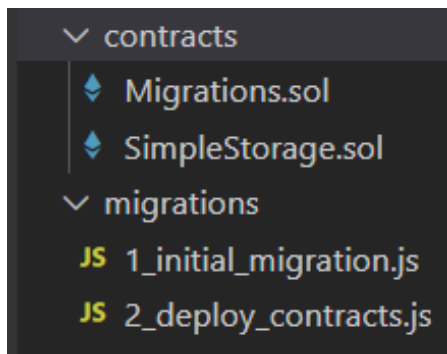 contracts
Migrations.sol
SimpleStorage.sol
migrations
JS 1_initial_migration.js
JS 2_deploy_contracts.js